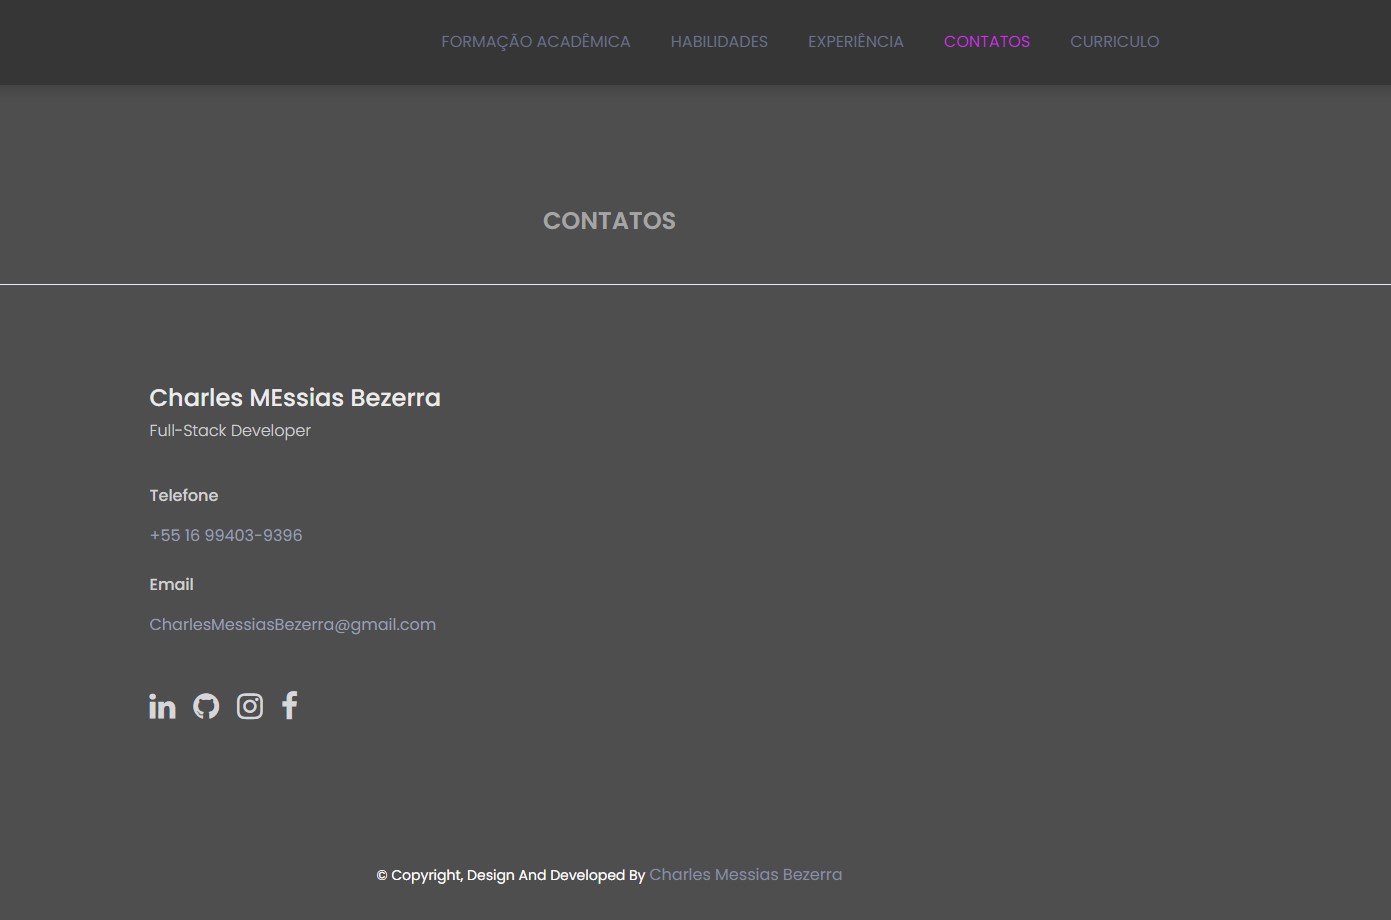 FORMAÇÃO ACADÊMICA HABILIDADES EXPERIÊNCIA CONTATOS CURRICULO
CONTATOS
Charles MEssias Bezerra
Full-Stack Developer
Telefone
+55 16 99403-9396
Email
CharlesMessiasBezerra@gmail.com
© Copyright, Design And Developed By Charles Messias Bezerra